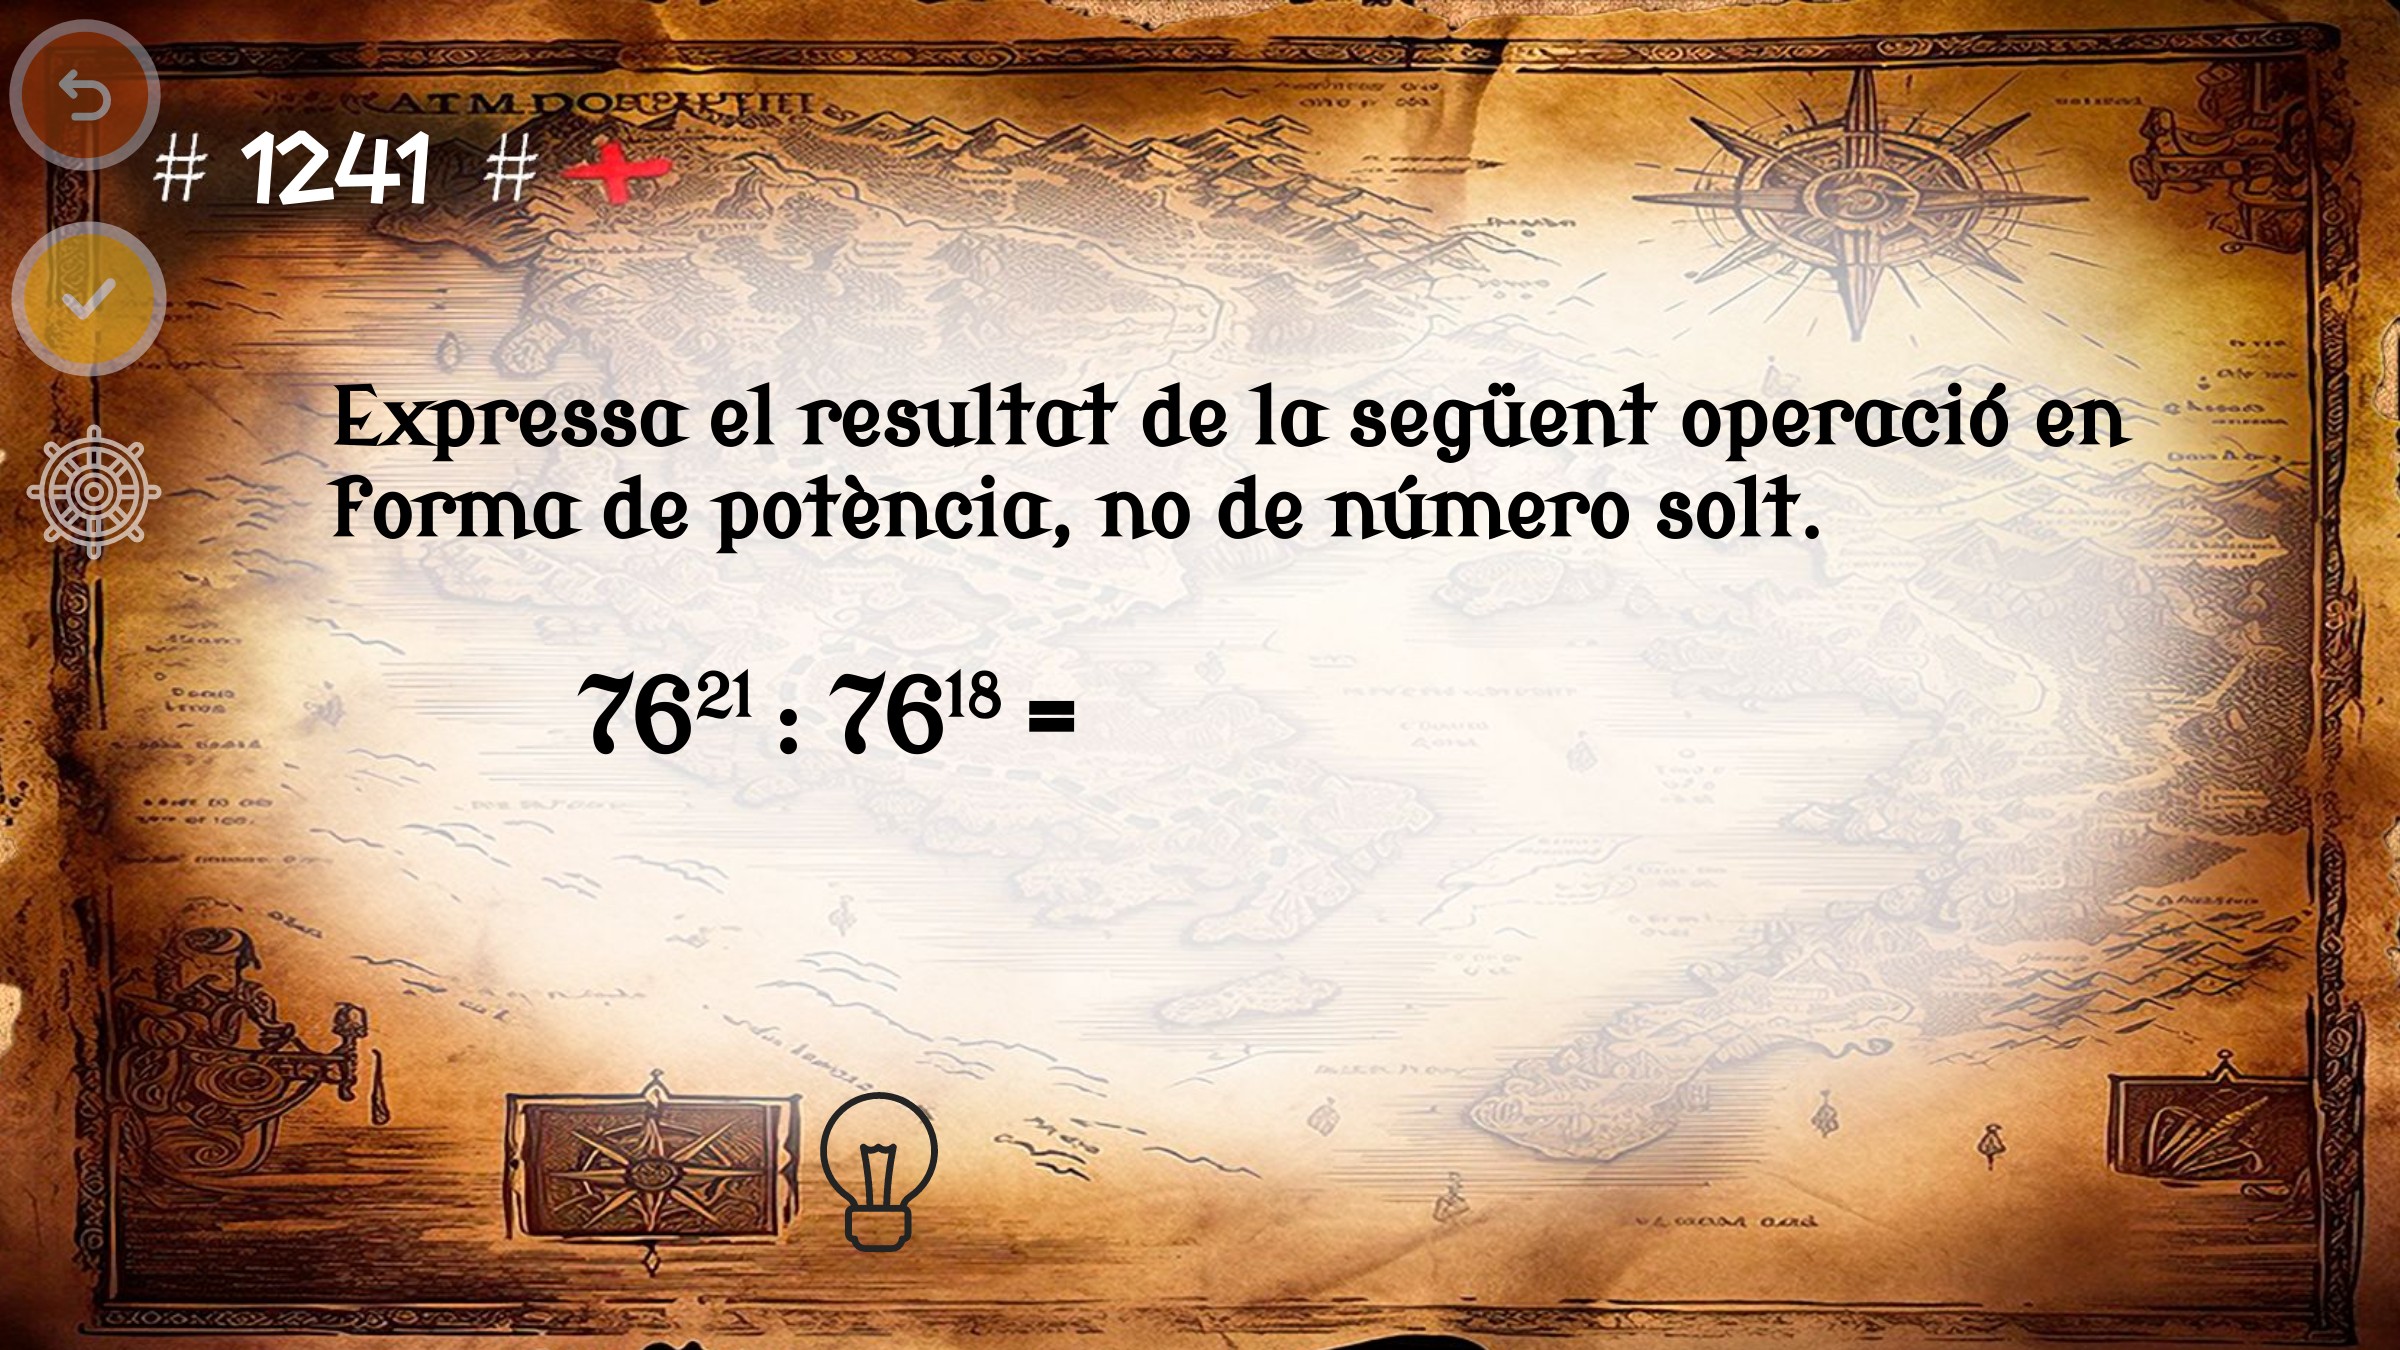 # 1241 #
Expressa el resultat de la següent operació en
forma de potència, no de número solt.
76²¹ : 76¹⁸ =